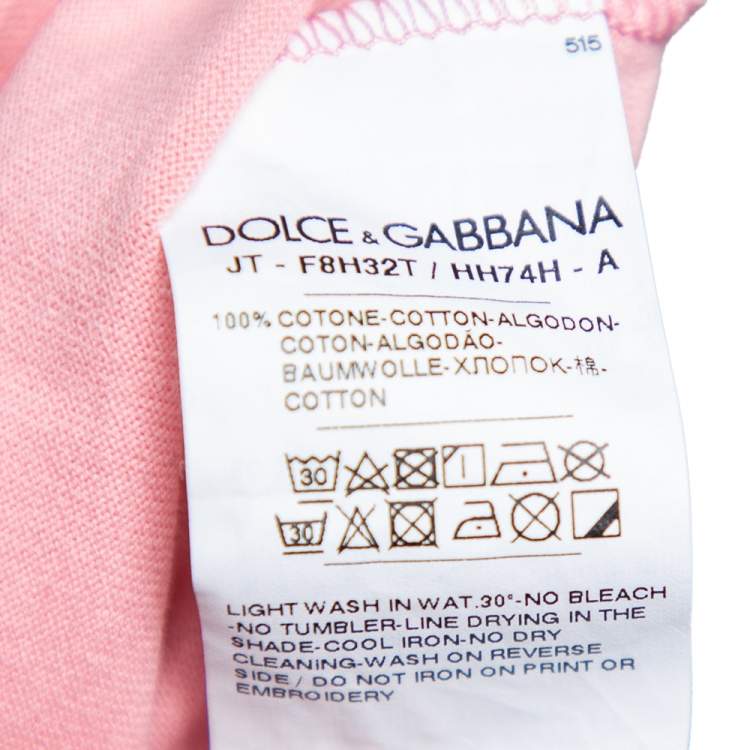 515
DOLCE & GABBANA
JT - F8H32T / HH74H - A
100% COTONE-COTTON-ALGODON-
COTON-ALGODÃO-
BAUMWOLLE-ХЛОПОК-棉-
COTTON
30
30
LIGHT WASH IN WAT.30°-NO BLEACH
-NO TUMBLER-LINE DRYING IN THE
SHADE-COOL IRON-NO DRY
CLEANING-WASH ON REVERSE
SIDE / DO NOT IRON ON PRINT OR
EMBROIDERY